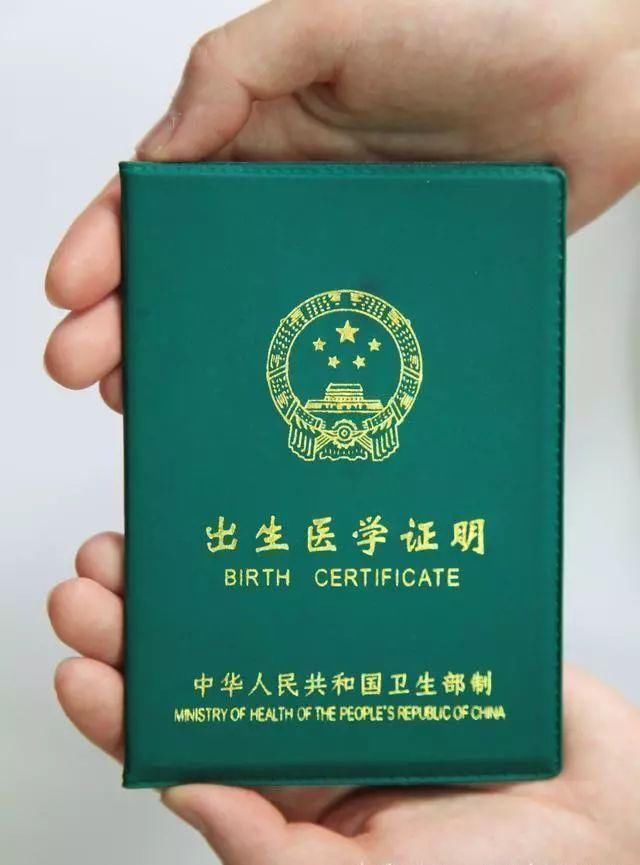 出生医学证明
BIRTH CERTIFICATE
中华人民共和国卫生部制
MINISTRY OF HEALTH OF THE PEOPLE'S REPUBLIC OF CHINA